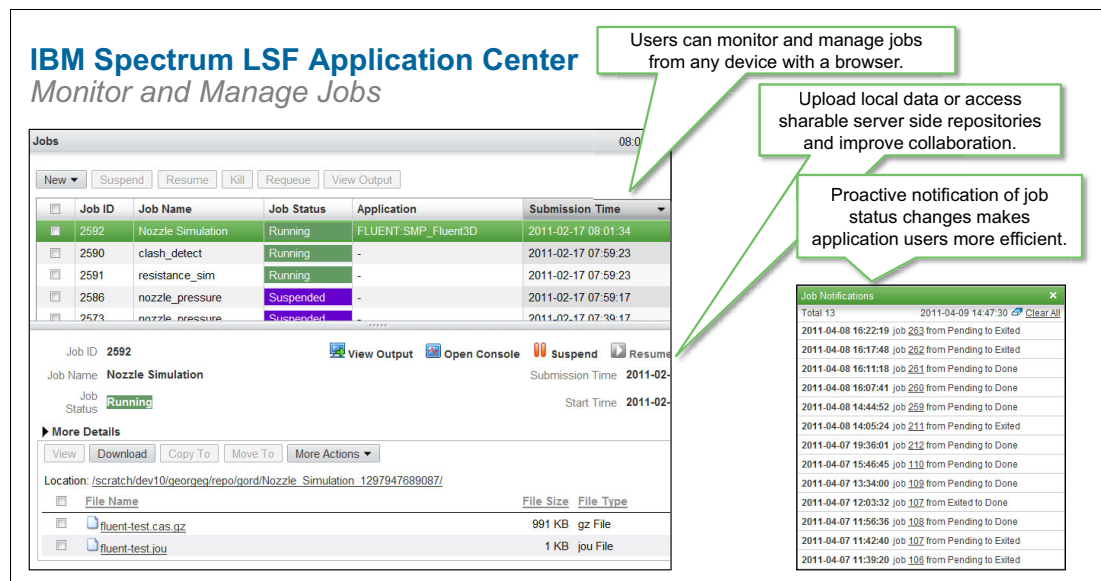 IBM Spectrum LSF Application Center
Monitor and Manage Jobs
Users can monitor and manage jobs
from any device with a browser.
Upload local data or access
sharable server side repositories
and improve collaboration.
Proactive notification of job
status changes makes
application users more efficient.
Jobs 08:0
New Suspend Resume Kill Requeue View Output
Job ID Job Name Job Status Application Submission Time
2592 Nozzle Simulation Running FLUENT:SMP_Fluent3D 2011-02-17 08:01:34
2590 clash_detect Running - 2011-02-17 07:59:23
2591 resistance_sim Running - 2011-02-17 07:59:23
2586 nozzle_pressure Suspended - 2011-02-17 07:59:17
2573 nozzle_pressure Suspended - 2011-02-17 07:39:17
Job ID 2592 View Output Open Console Suspend Resume
Job Name Nozzle Simulation Submission Time 2011-02-
Job
Status Running Start Time 2011-02-
More Details
View Download Copy To Move To More Actions
Location: /scratch/dev10/georgeg/repo/gord/Nozzle_Simulation_1297947689087/
File Name File Size File Type
fluent-test.cas.gz 991 KB gz File
fluent-test.jou 1 KB jou File
Job Notifications
Total 13 2011-04-09 14:47:30 Clear All
2011-04-08 16:22:19 job 263 from Pending to Exited
2011-04-08 16:17:48 job 262 from Pending to Exited
2011-04-08 16:11:18 job 261 from Pending to Done
2011-04-08 16:07:41 job 260 from Pending to Done
2011-04-08 14:44:52 job 259 from Pending to Done
2011-04-08 14:05:24 job 211 from Pending to Exited
2011-04-07 19:36:01 job 212 from Pending to Done
2011-04-07 15:46:45 job 110 from Pending to Done
2011-04-07 13:34:00 job 109 from Pending to Done
2011-04-07 12:03:32 job 107 from Exited to Done
2011-04-07 11:56:36 job 108 from Pending to Done
2011-04-07 11:42:40 job 107 from Pending to Exited
2011-04-07 11:39:20 job 106 from Pending to Exited